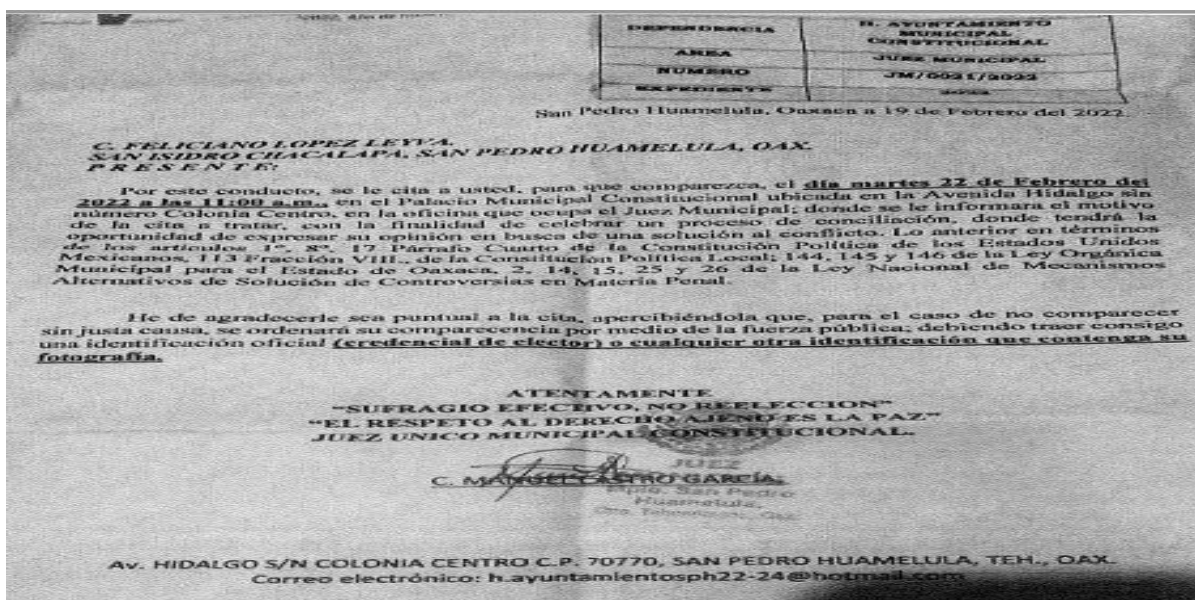 DEPENDENCIA
H. AYUNTAMIENTO
MUNICIPAL
CONSTITUCIONAL
AREA
JUEZ MUNICIPAL
NUMERO
JM/0021/2022
EXPEDIENTE
San Pedro Huamelula, Oaxaca a 19 de Febrero del 2022.
C. FELICIANO LOPEZ LEYVA.
SAN ISIDRO CHACALAPA, SAN PEDRO HUAMELULA, OAX.
P R E S E N T E:
Por este conducto, se le cita a usted, para que comparezca, el día martes 22 de Febrero del
2022 a las 11:00 a.m., en el Palacio Municipal Constitucional ubicada en la Avenida Hidalgo sin
número Colonia Centro, en la oficina que ocupa el Juez Municipal; donde se le informara el motivo
de la cita a tratar, con la finalidad de celebrar un proceso de conciliación, donde tendrá la
oportunidad de expresar su opinión en busca de una solución al conflicto. Lo anterior en términos
de los artículos 8º, 17 Párrafo Cuarto de la Constitución Política de los Estados Unidos
Mexicanos, 113 Fracción VIII., de la Constitución Política Local; 144, 145 y 146 de la Ley Orgánica
Municipal para el Estado de Oaxaca, 2, 14, 15, 25 y 26 de la Ley Nacional de Mecanismos
Alternativos de Solución de Controversias en Materia Penal.
He de agradecerle sea puntual a la cita, apercibiéndola que, para el caso de no comparecer
sin justa causa, se ordenará su comparecencia por medio de la fuerza pública; debiendo traer consigo
una identificación oficial (credencial de elector) o cualquier otra identificación que contenga su
fotografía.
ATENTAMENTE
"SUFRAGIO EFECTIVO, NO REELECCION"
"EL RESPETO AL DERECHO AJENO ES LA PAZ"
JUEZ UNICO MUNICIPAL CONSTITUCIONAL.
C. MANUEL CASTRO GARCÍA.
JUEZ
Mpio. San Pedro
Huamelula,
Av. HIDALGO S/N COLONIA CENTRO C.P. 70770, SAN PEDRO HUAMELULA, TEH., OAX.
Correo electrónico: h.ayuntamientosph22-24@hotmail.com